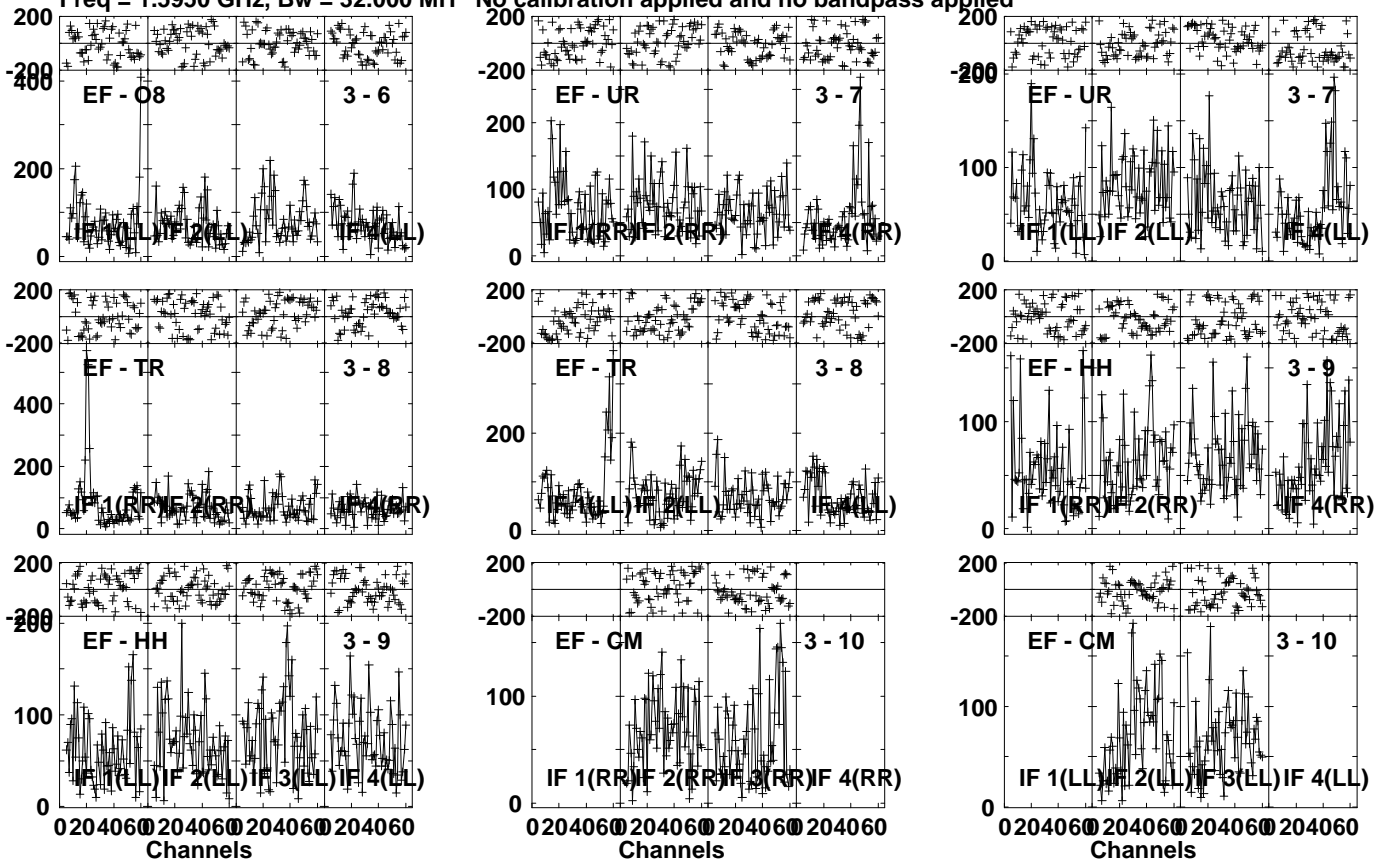 Freq = 1.5950 GHz, Bw = 32.000 MH No calibration applied and no bandpass applied
200
-200
EF - O8 3 - 6
400
200
0
IF 1(LL) IF 2(LL) IF 4(LL)
200
-200
EF - UR 3 - 7
200
100
0
IF 1(RR) IF 2(RR) IF 4(RR)
200
-200
200
EF - UR 3 - 7
100
0
IF 1(LL) IF 2(LL) IF 4(LL)
200
-200
EF - TR 3 - 8
400
200
0
IF 1(RR) IF 2(RR) IF 4(RR)
200
-200
EF - TR 3 - 8
200
0
IF 1(LL) IF 2(LL) IF 4(LL)
200
-200
EF - HH 3 - 9
100
0
IF 1(RR) IF 2(RR) IF 4(RR)
200
-200
200
EF - HH 3 - 9
100
0
IF 1(LL) IF 2(LL) IF 3(LL) IF 4(LL)
0 20 40 60 0 20 40 60 0 20 40 60 0 20 40 60
Channels
200
-200
EF - CM 3 - 10
100
0
IF 1(RR) IF 2(RR) IF 3(RR) IF 4(RR)
0 20 40 60 0 20 40 60 0 20 40 60 0 20 40 60
Channels
200
-200
EF - CM 3 - 10
100
0
IF 1(LL) IF 2(LL) IF 3(LL) IF 4(LL)
0 20 40 60 0 20 40 60 0 20 40 60 0 20 40 60
Channels